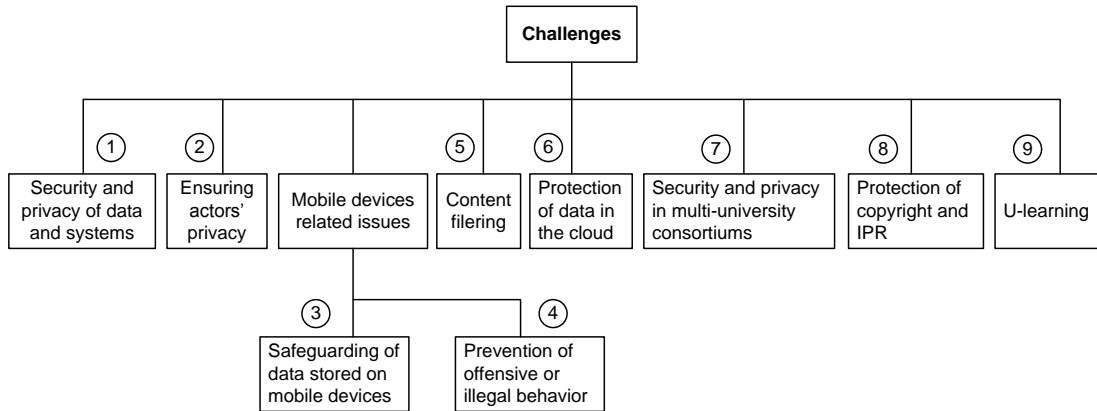 Challenges
1
Security and
privacy of data
and systems
2
Ensuring
actors’
privacy
Mobile devices
related issues
5
Content
filering
6
Protection
of data in
the cloud
7
Security and privacy
in multi-university
consortiums
8
Protection of
copyright and
IPR
9
U-learning
3
Safeguarding of
data stored on
mobile devices
4
Prevention of
offensive or
illegal behavior